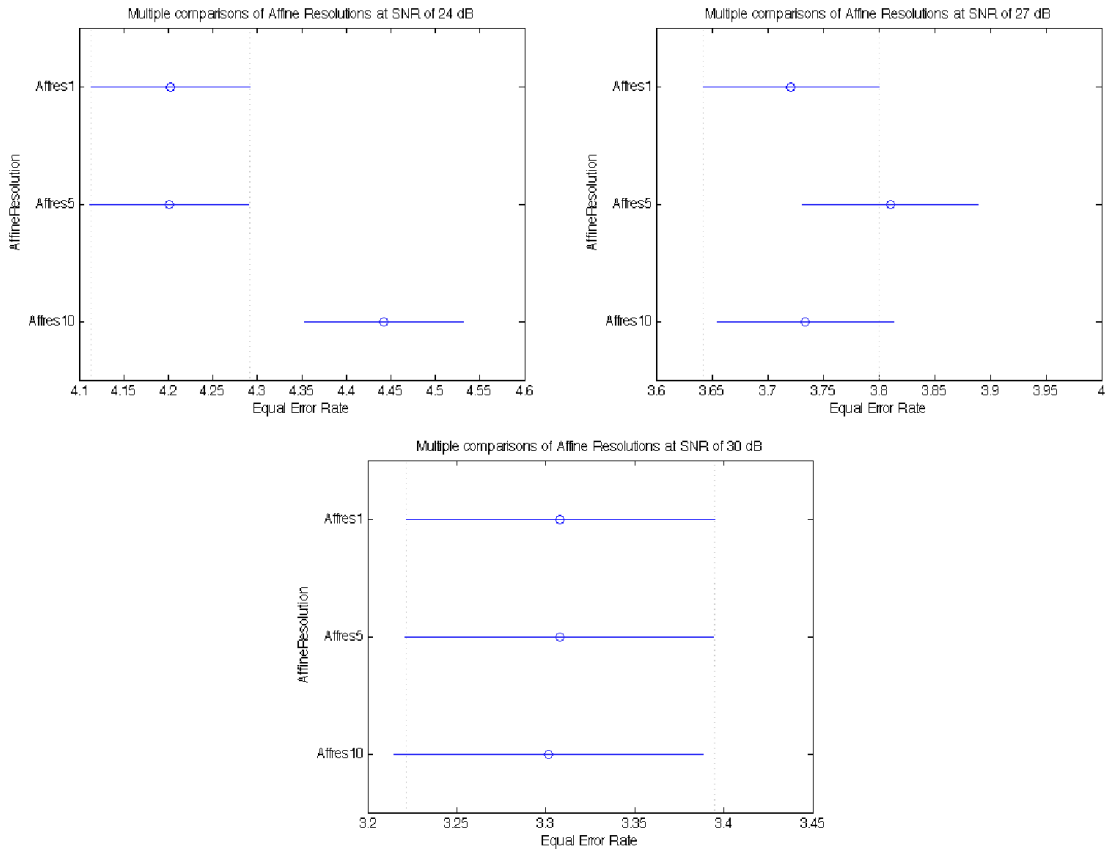 Multiple comparisons of Affine Resolutions at SNR of 24 dB
Affres1
Affres5
Affres10
AffineResolution
4.1 4.15 4.2 4.25 4.3 4.35 4.4 4.45 4.5 4.55 4.6
Equal Error Rate
Multiple comparisons of Affine Resolutions at SNR of 27 dB
Affres1
Affres5
Affres10
AffineResolution
3.6 3.65 3.7 3.75 3.8 3.85 3.9 3.95 4
Equal Error Rate
Multiple comparisons of Affine Resolutions at SNR of 30 dB
Affres1
Affres5
Affres10
AffineResolution
3.2 3.25 3.3 3.35 3.4 3.45
Equal Error Rate